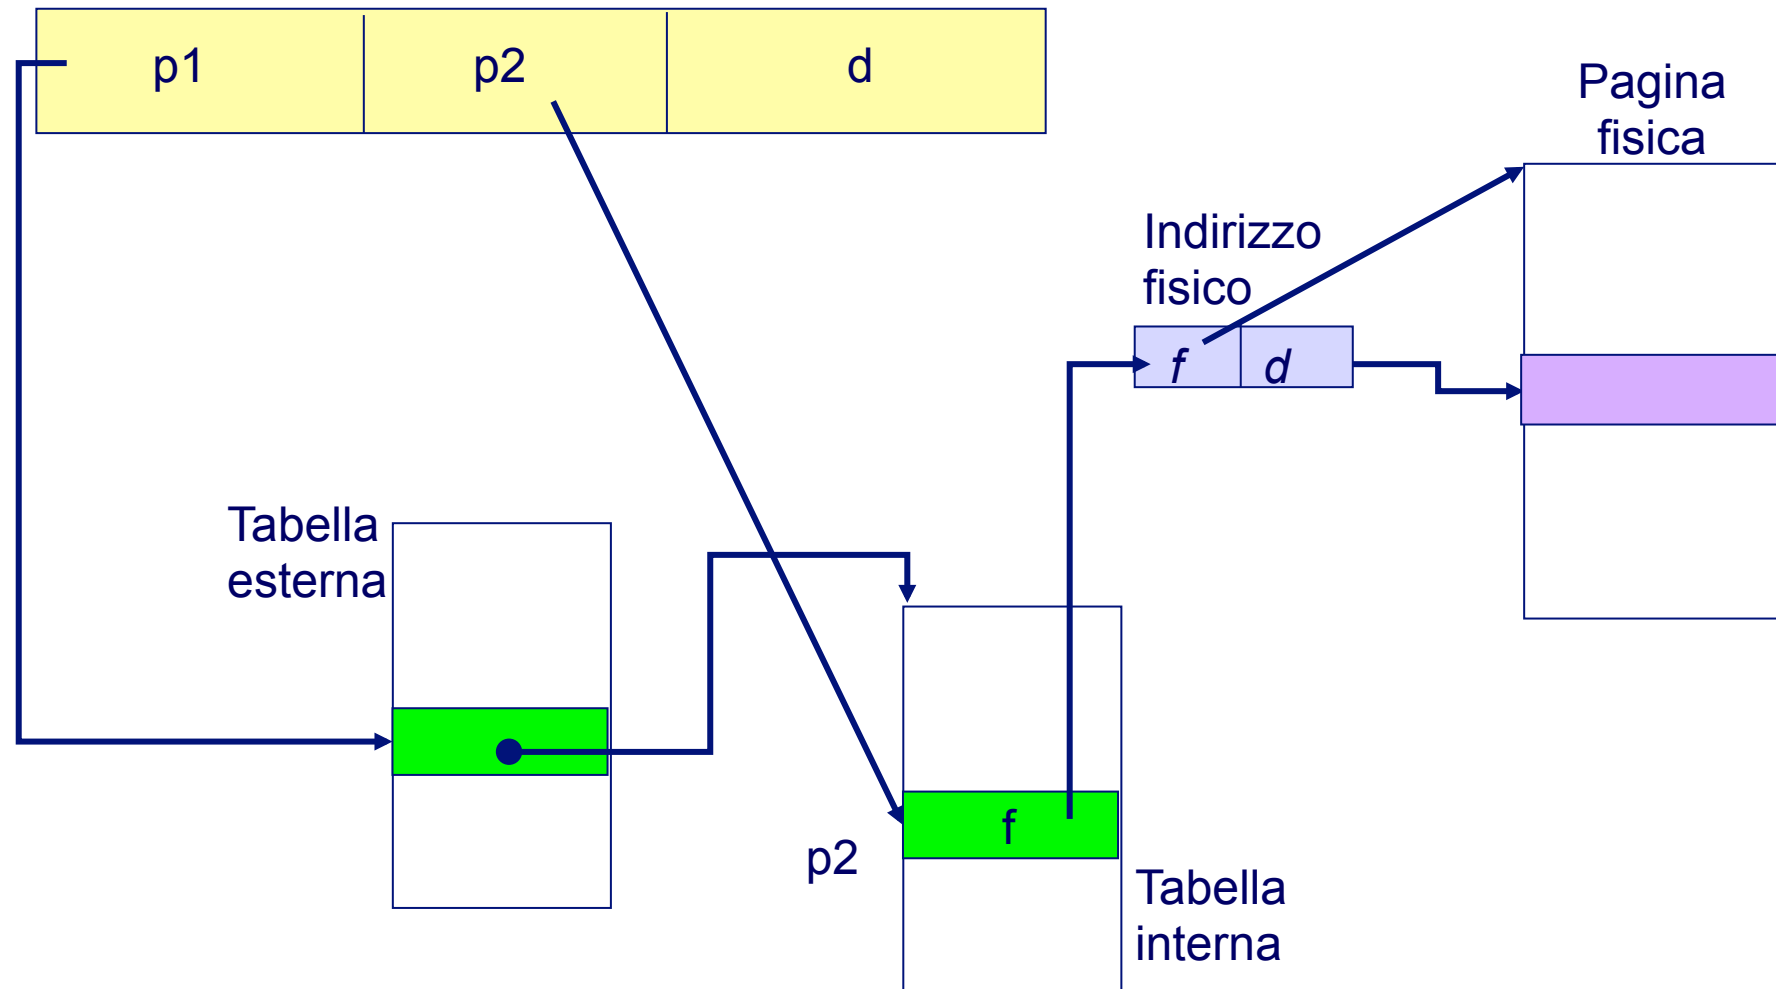 p1
p2
d
Pagina
fisica
Indirizzo
fisico
f
d
Tabella
esterna
f
p2
Tabella
interna